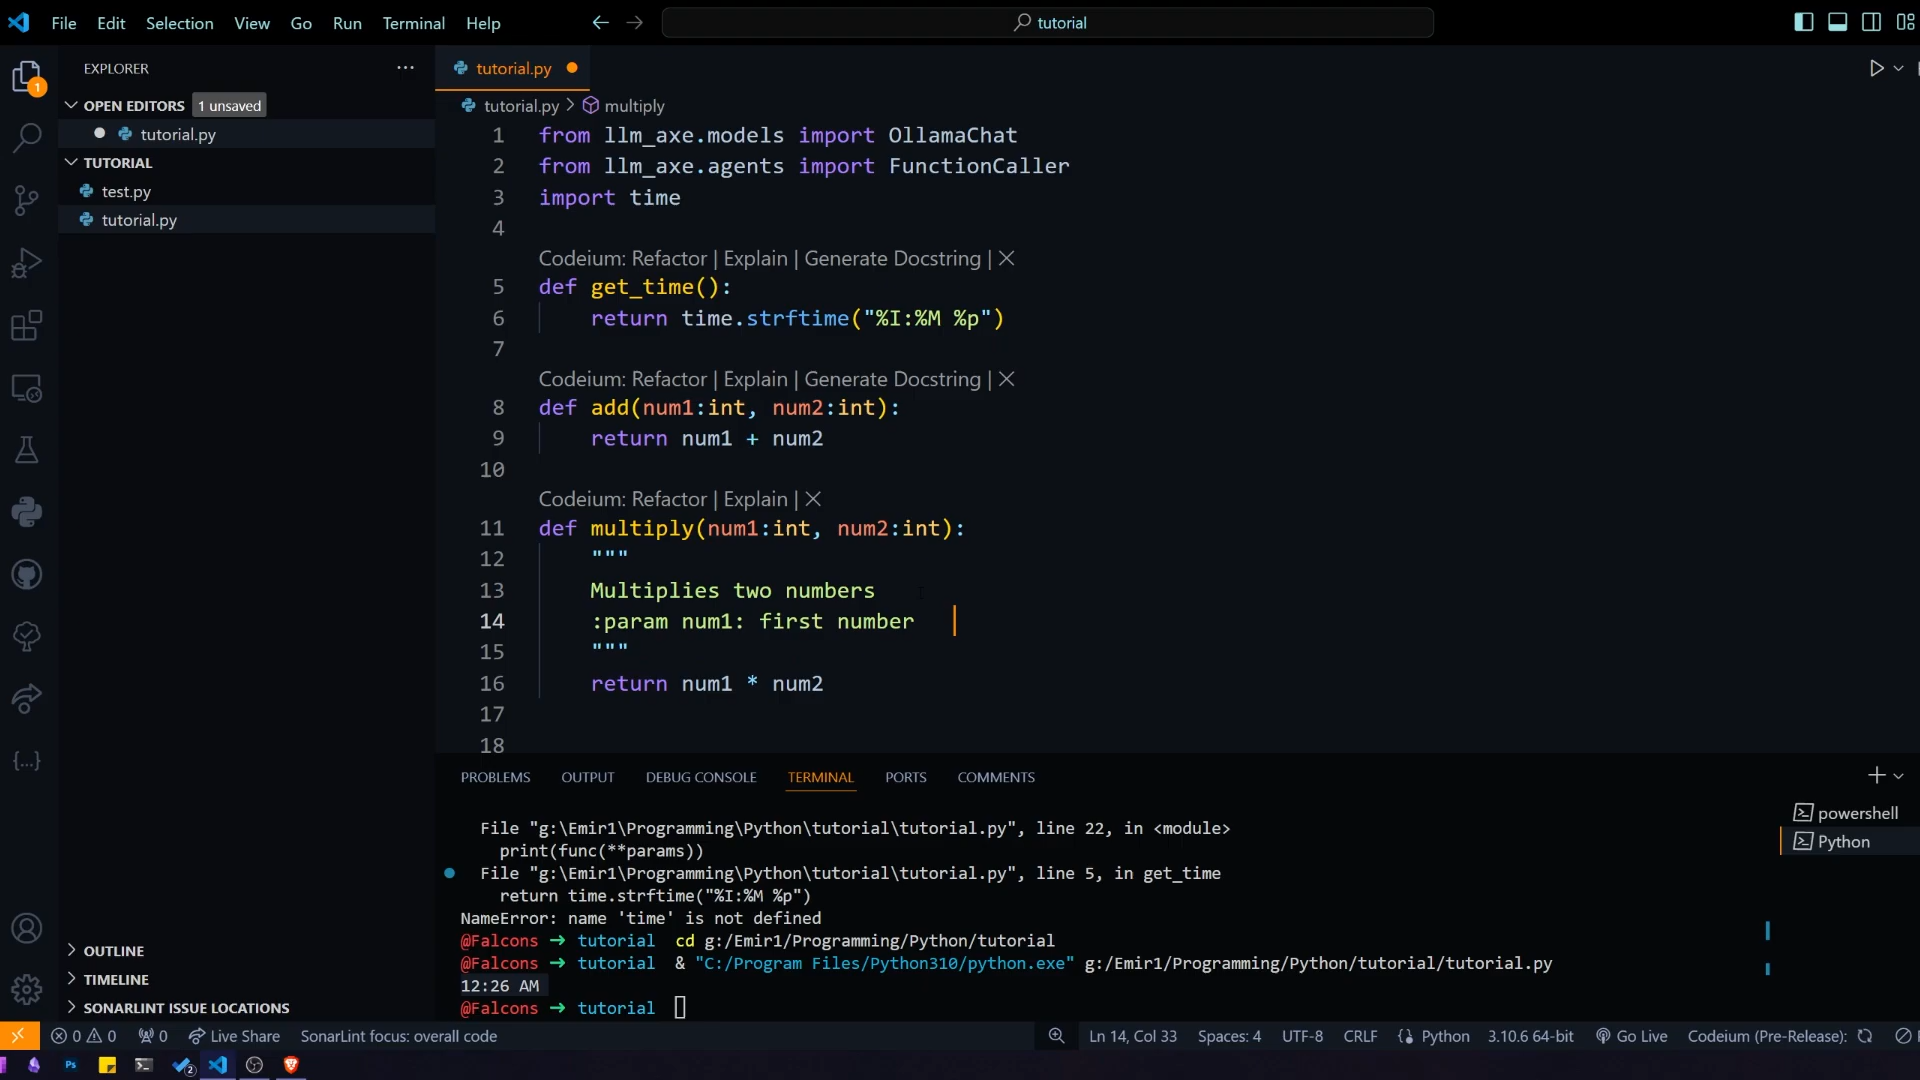 File Edit Selection View Go Run Terminal Help
tutorial
EXPLORER
OPEN EDITORS 1 unsaved
tutorial.py
TUTORIAL
test.py
tutorial.py
OUTLINE
TIMELINE
SONARLINT ISSUE LOCATIONS
1
tutorial.py
tutorial.py > multiply
1 from llm_axe.models import OllamaChat
2 from llm_axe.agents import FunctionCaller
3 import time
4
Codeium: Refactor | Explain | Generate Docstring | X
5 def get_time():
6 return time.strftime("%I:%M %p")
7
Codeium: Refactor | Explain | Generate Docstring | X
8 def add(num1:int, num2:int):
9 return num1 + num2
10
Codeium: Refactor | Explain | X
11 def multiply(num1:int, num2:int):
12 """
13 Multiplies two numbers
14 :param num1: first number
15 """
16 return num1 * num2
17
18
PROBLEMS OUTPUT DEBUG CONSOLE TERMINAL PORTS COMMENTS
File "g:\Emir1\Programming\Python\tutorial\tutorial.py", line 22, in <module>
print(func(**params))
File "g:\Emir1\Programming\Python\tutorial\tutorial.py", line 5, in get_time
return time.strftime("%I:%M %p")
NameError: name 'time' is not defined
@Falcons → tutorial cd g:/Emir1/Programming/Python/tutorial
@Falcons → tutorial & "C:/Program Files/Python310/python.exe" g:/Emir1/Programming/Python/tutorial/tutorial.py
12:26 AM
@Falcons → tutorial
powershell
Python
0 0 0 Live Share SonarLint focus: overall code Ln 14, Col 33 Spaces: 4 UTF-8 CRLF Python 3.10.6 64-bit Go Live Codeium (Pre-Release):
Ps 2